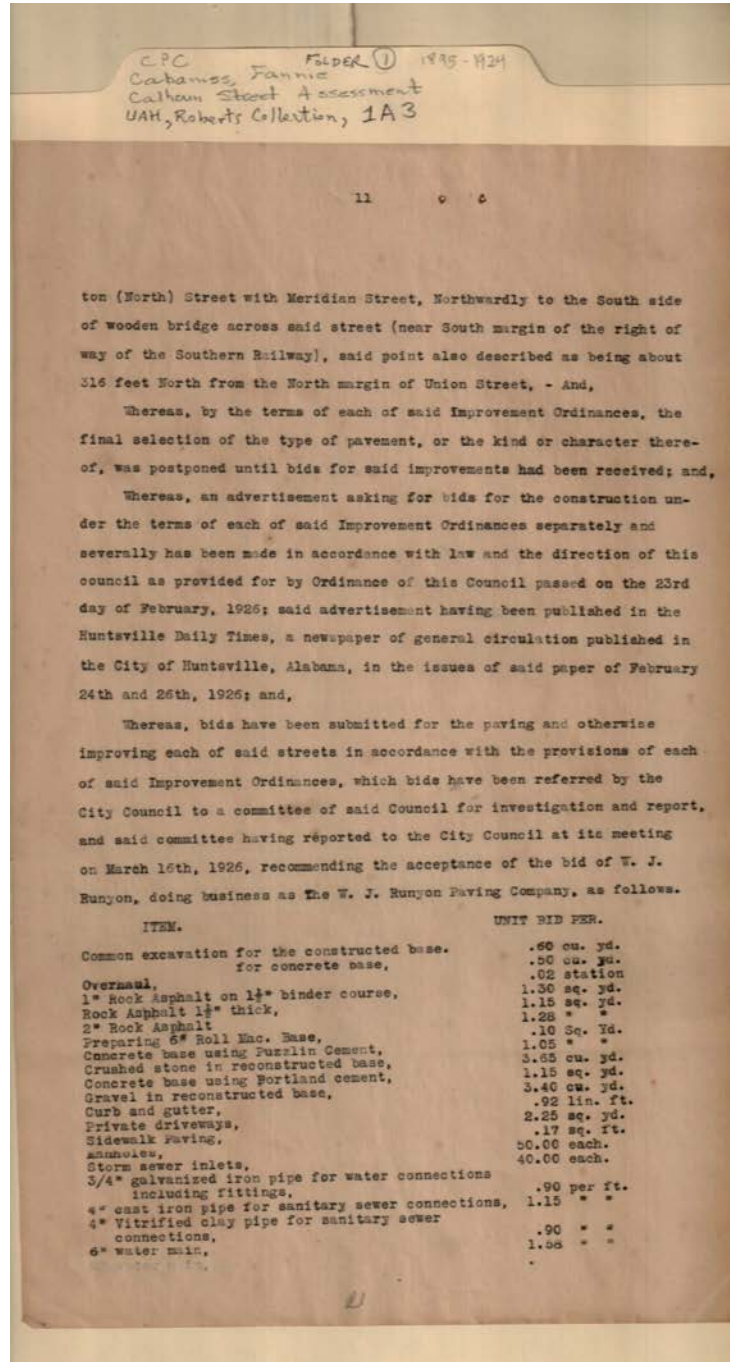 CPC FOLDER 1 1895-1924
Cabaniss, Fannie
Calhoun Street Assessment
UAH, Roberts Collection, 1A3
11
ton (North) Street with Meridian Street, Northwardly to the South side
of wooden bridge across said street (near South margin of the right of
way of the Southern Railway), said point also described as being about
316 feet North from the North margin of Union Street, - And,
Whereas, by the terms of each of said Improvement Ordinances, the
final selection of the type of pavement, or the kind or character there-
of, was postponed until bids for said improvements had been received; and,
Whereas, an advertisement asking for bids for the construction un-
der the terms of each of said Improvement Ordinances separately and
severally has been made in accordance with law and the direction of this
council as provided for by Ordinance of this Council passed on the 23rd
day of February, 1926; said advertisement having been published in the
Huntsville Daily Times, a newspaper of general circulation published in
the City of Huntsville, Alabama, in the issues of said paper of February
24th and 26th, 1926; and,
Whereas, bids have been submitted for the paving and otherwise
improving each of said streets in accordance with the provisions of each
of said Improvement Ordinances, which bids have been referred by the
City Council to a committee of said Council for investigation and report,
and said committee having reported to the City Council at its meeting
on March 16th, 1926, recommending the acceptance of the bid of W. J.
Runyon, doing business as The W. J. Runyon Paving Company, as follows.
ITEM. UNIT BID PER.
Common excavation for the constructed base. .60 cu. yd.
for concrete base, .50 cu. yd.
Overhaul, .02 station
1" Rock Asphalt on 1½" binder course, 1.30 sq. yd.
Rock Asphalt 1½" thick, 1.15 sq. yd.
2" Rock Asphalt 1.28 " "
Preparing 6" Roll Mac. Base, .10 Sq. Yd.
Concrete base using Puzzlin Cement, 1.05 " "
Crushed stone in reconstructed base, 3.65 cu. yd.
Concrete base using Portland cement, 1.15 sq. yd.
Gravel in reconstructed base, 3.40 cu. yd.
Curb and gutter, .92 lin. ft.
Private driveways, 2.25 sq. yd.
Sidewalk Paving, .17 sq. ft.
Manholes, 50.00 each.
Storm sewer inlets, 40.00 each.
3/4" galvanized iron pipe for water connections
including fittings, .90 per ft.
4" cast iron pipe for sanitary sewer connections, 1.15 " "
4" Vitrified clay pipe for sanitary sewer
connections, .90 " "
6" water main, 1.58 " "